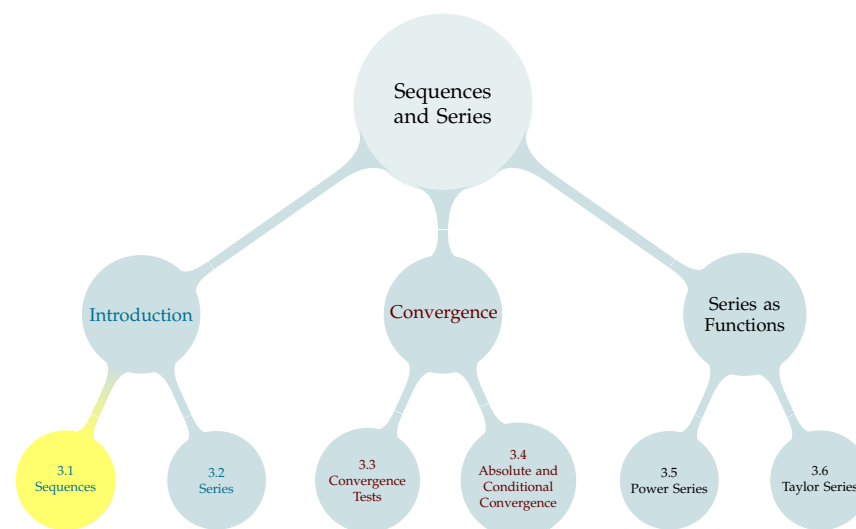 Sequences
and Series
Introduction
Convergence
Series as
Functions
3.1
Sequences
3.2
Series
3.3
Convergence
Tests
3.4
Absolute and
Conditional
Convergence
3.5
Power Series
3.6
Taylor Series